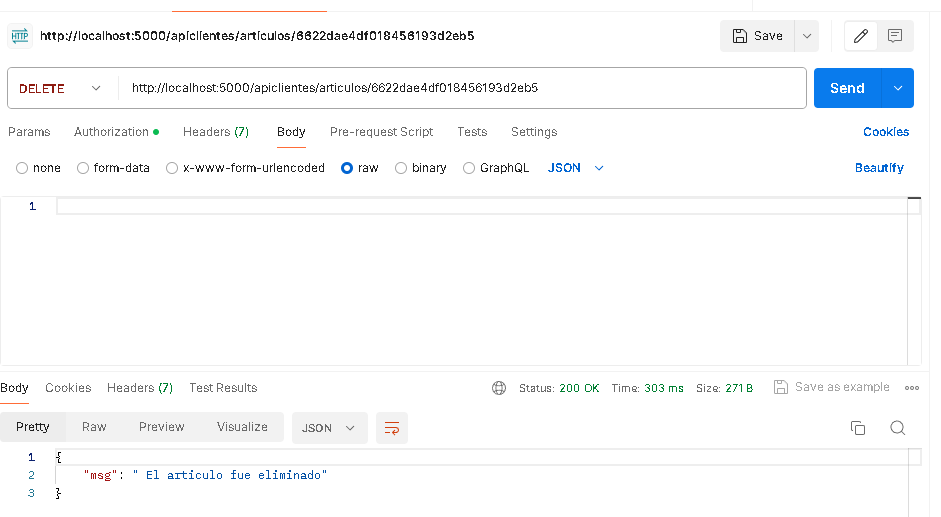 HTTP http://localhost:5000/apiclientes/articulos/6622dae4df018456193d2eb5 Save
DELETE http://localhost:5000/apiclientes/articulos/6622dae4df018456193d2eb5 Send
Params Authorization Headers (7) Body Pre-request Script Tests Settings Cookies
none form-data x-www-form-urlencoded raw binary GraphQL JSON Beautify
1
Body Cookies Headers (7) Test Results Status: 200 OK Time: 303 ms Size: 271 B Save as example
Pretty Raw Preview Visualize JSON
1 {
2 "msg": " El articulo fue eliminado"
3 }